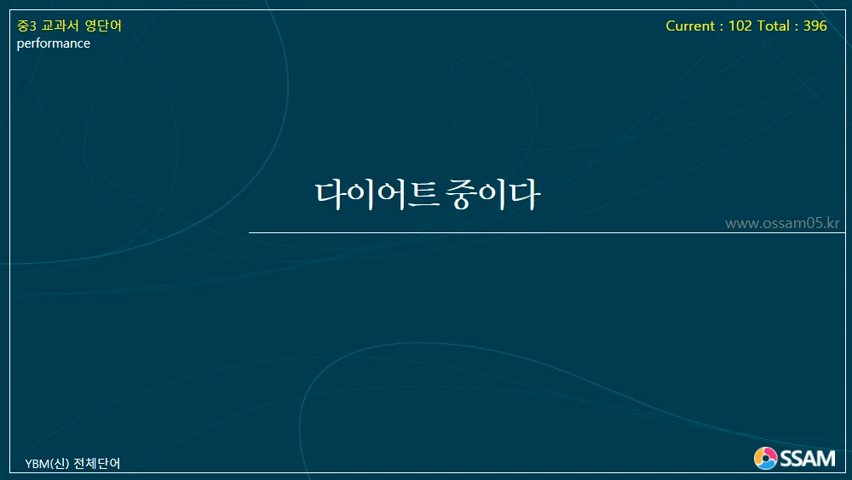 중3 교과서 영단어
Current : 102 Total : 396
performance
다이어트 중이다
www.ossam05.kr
YBM(신) 전체단어
OSSAM